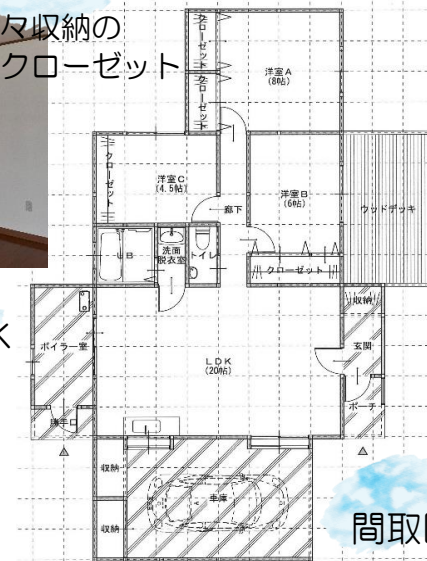 々収納の
クローゼット
クローゼット
クローゼット
洋室A
(8帖)
クローゼット
洋室C
(4.5帖)
廊下
洋室B
(6帖)
ウッドデッキ
UB
洗面
脱衣室
トイレ
クローゼット
収納
ボイラー室
玄関
LDK
(20帖)
勝手口
ポーチ
収納
車庫
収納
間取